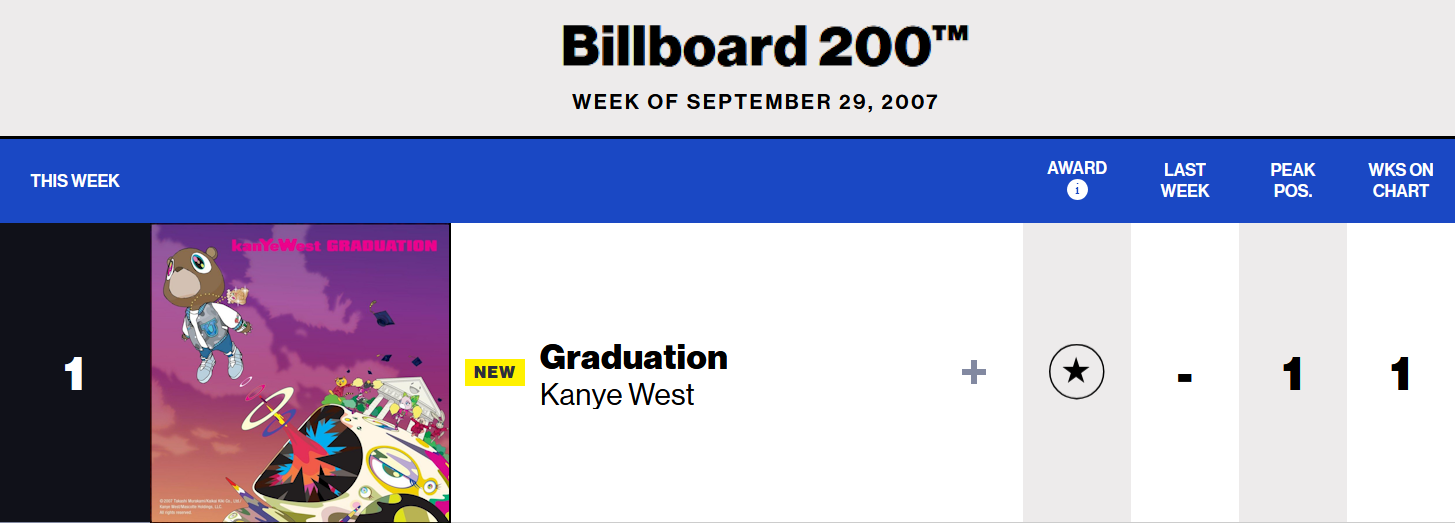 Billboard 200™
WEEK OF SEPTEMBER 29, 2007
THIS WEEK
AWARD
i
LAST
WEEK
PEAK
POS.
WKS ON
CHART
1
kanYeWest GRADUATION
©2007 Takashi Murakami/Kaikai Kiki Co., Ltd./
Kanye West/Mascotte Holdings, LLC.
All rights reserved.
NEW
Graduation
Kanye West
+
-
1
1